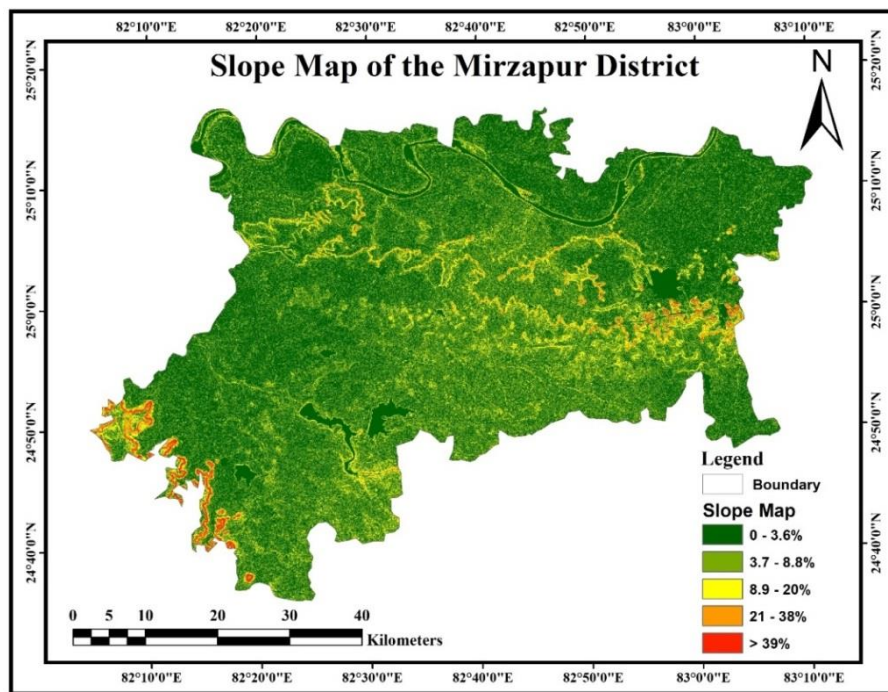 82°10'0"E 82°20'0"E 82°30'0"E 82°40'0"E 82°50'0"E 83°0'0"E 83°10'0"E
Slope Map of the Mirzapur District
N
25°20'0"N 25°20'0"N
25°10'0"N 25°10'0"N
25°0'0"N 25°0'0"N
24°50'0"N 24°50'0"N
24°40'0"N 24°40'0"N
Legend
Boundary
Slope Map
0 - 3.6%
3.7 - 8.8%
8.9 - 20%
21 - 38%
> 39%
0 5 10 20 30 40
Kilometers
82°10'0"E 82°20'0"E 82°30'0"E 82°40'0"E 82°50'0"E 83°0'0"E 83°10'0"E